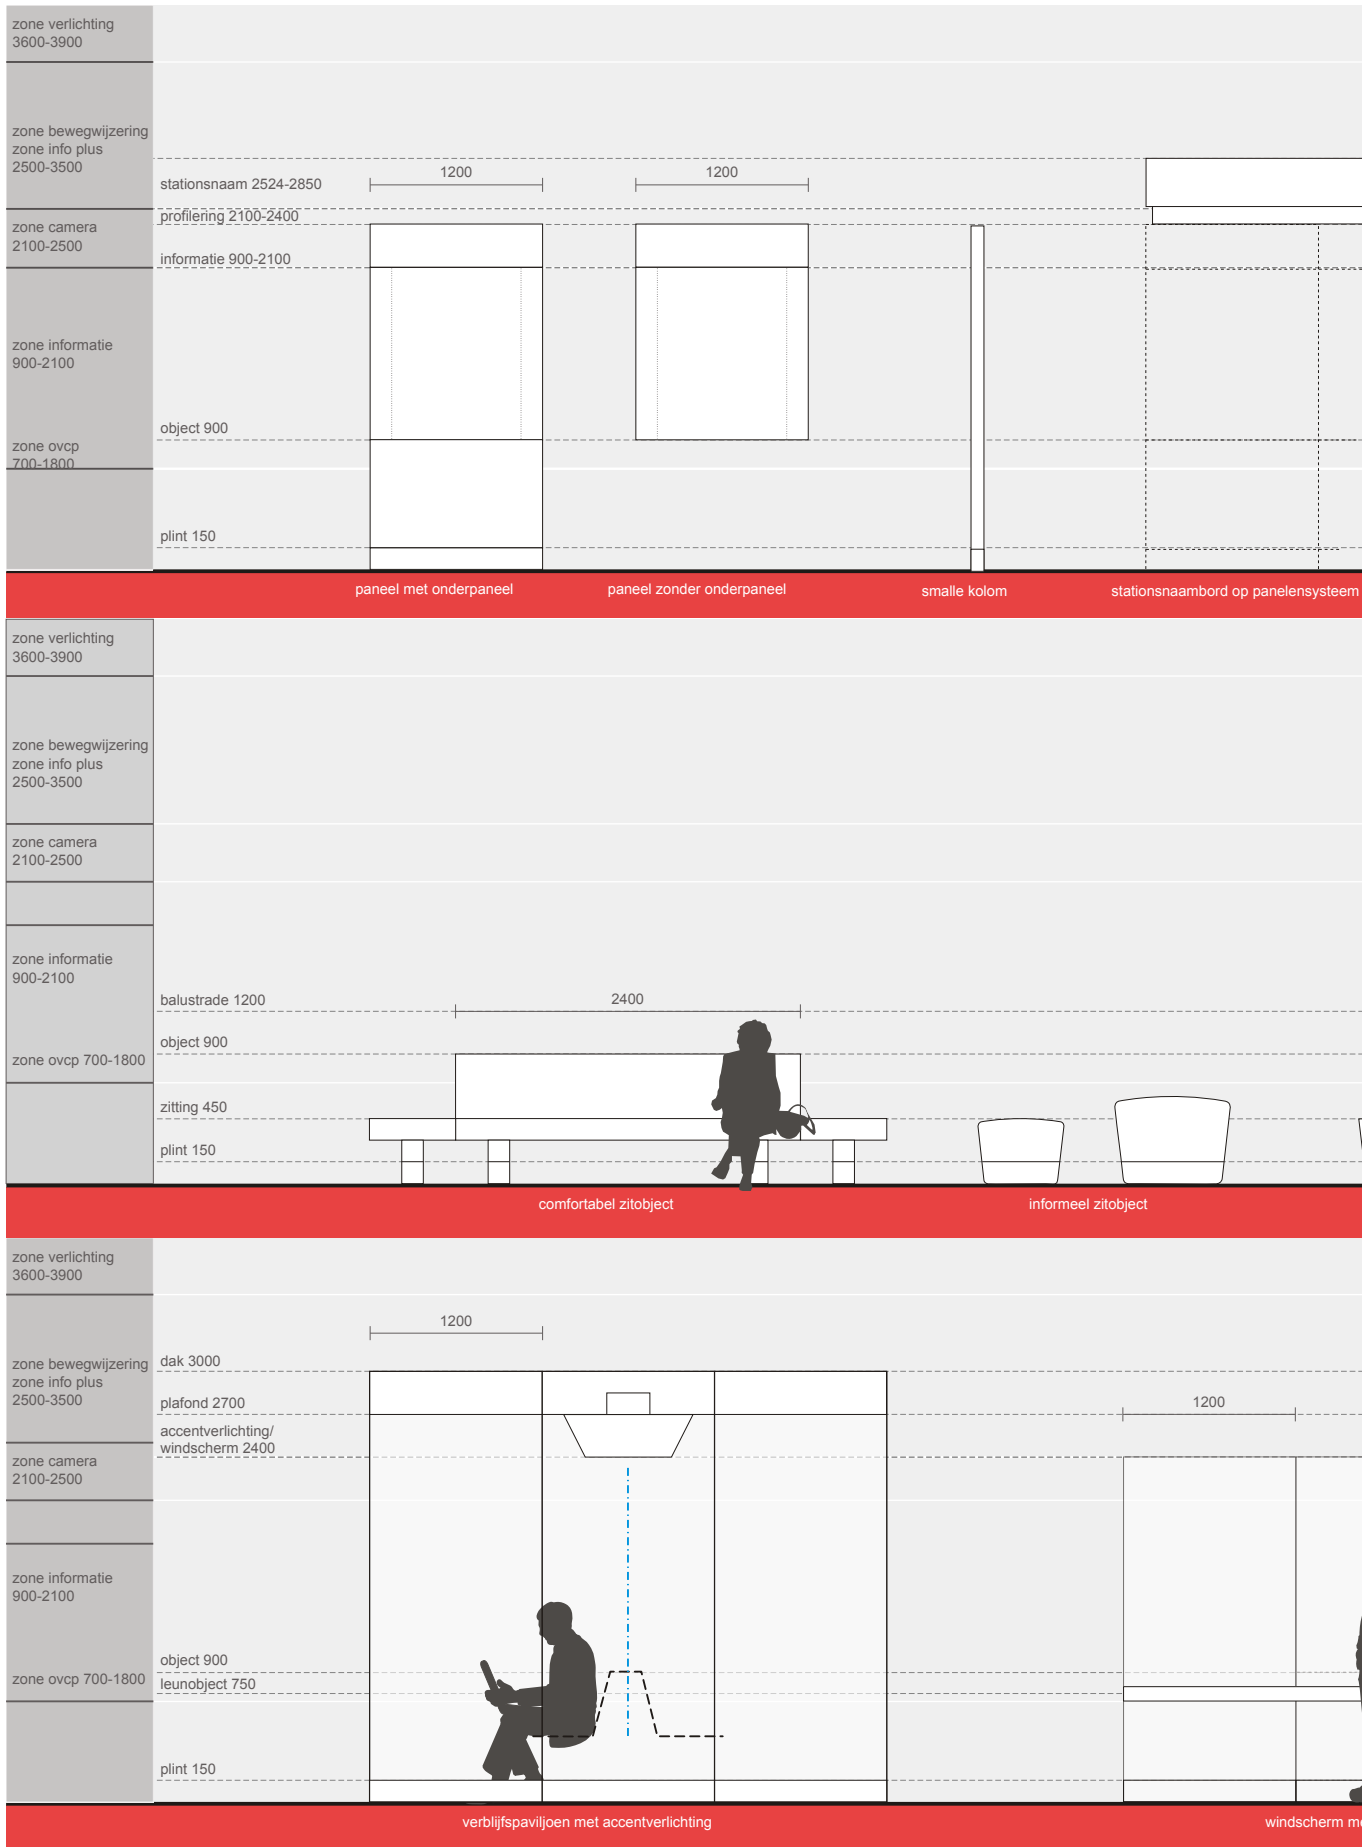 zone verlichting
3600-3900
zone bewegwijzering
zone info plus
2500-3500
zone camera
2100-2500
zone informatie
900-2100
zone ovcp
700-1800
stationsnaam 2524-2850
profilering 2100-2400
informatie 900-2100
object 900
plint 150
1200
1200
paneel met onderpaneel
paneel zonder onderpaneel
smalle kolom
stationsnaambord op panelensysteem
zone verlichting
3600-3900
zone bewegwijzering
zone info plus
2500-3500
zone camera
2100-2500
zone informatie
900-2100
zone ovcp 700-1800
balustrade 1200
object 900
zitting 450
plint 150
2400
comfortabel zitobject
informeel zitobject
zone verlichting
3600-3900
zone bewegwijzering
zone info plus
2500-3500
zone camera
2100-2500
zone informatie
900-2100
zone ovcp 700-1800
dak 3000
plafond 2700
accentverlichting/
windscherm 2400
object 900
leunobject 750
plint 150
1200
1200
verblijfspaviljoen met accentverlichting
windscherm